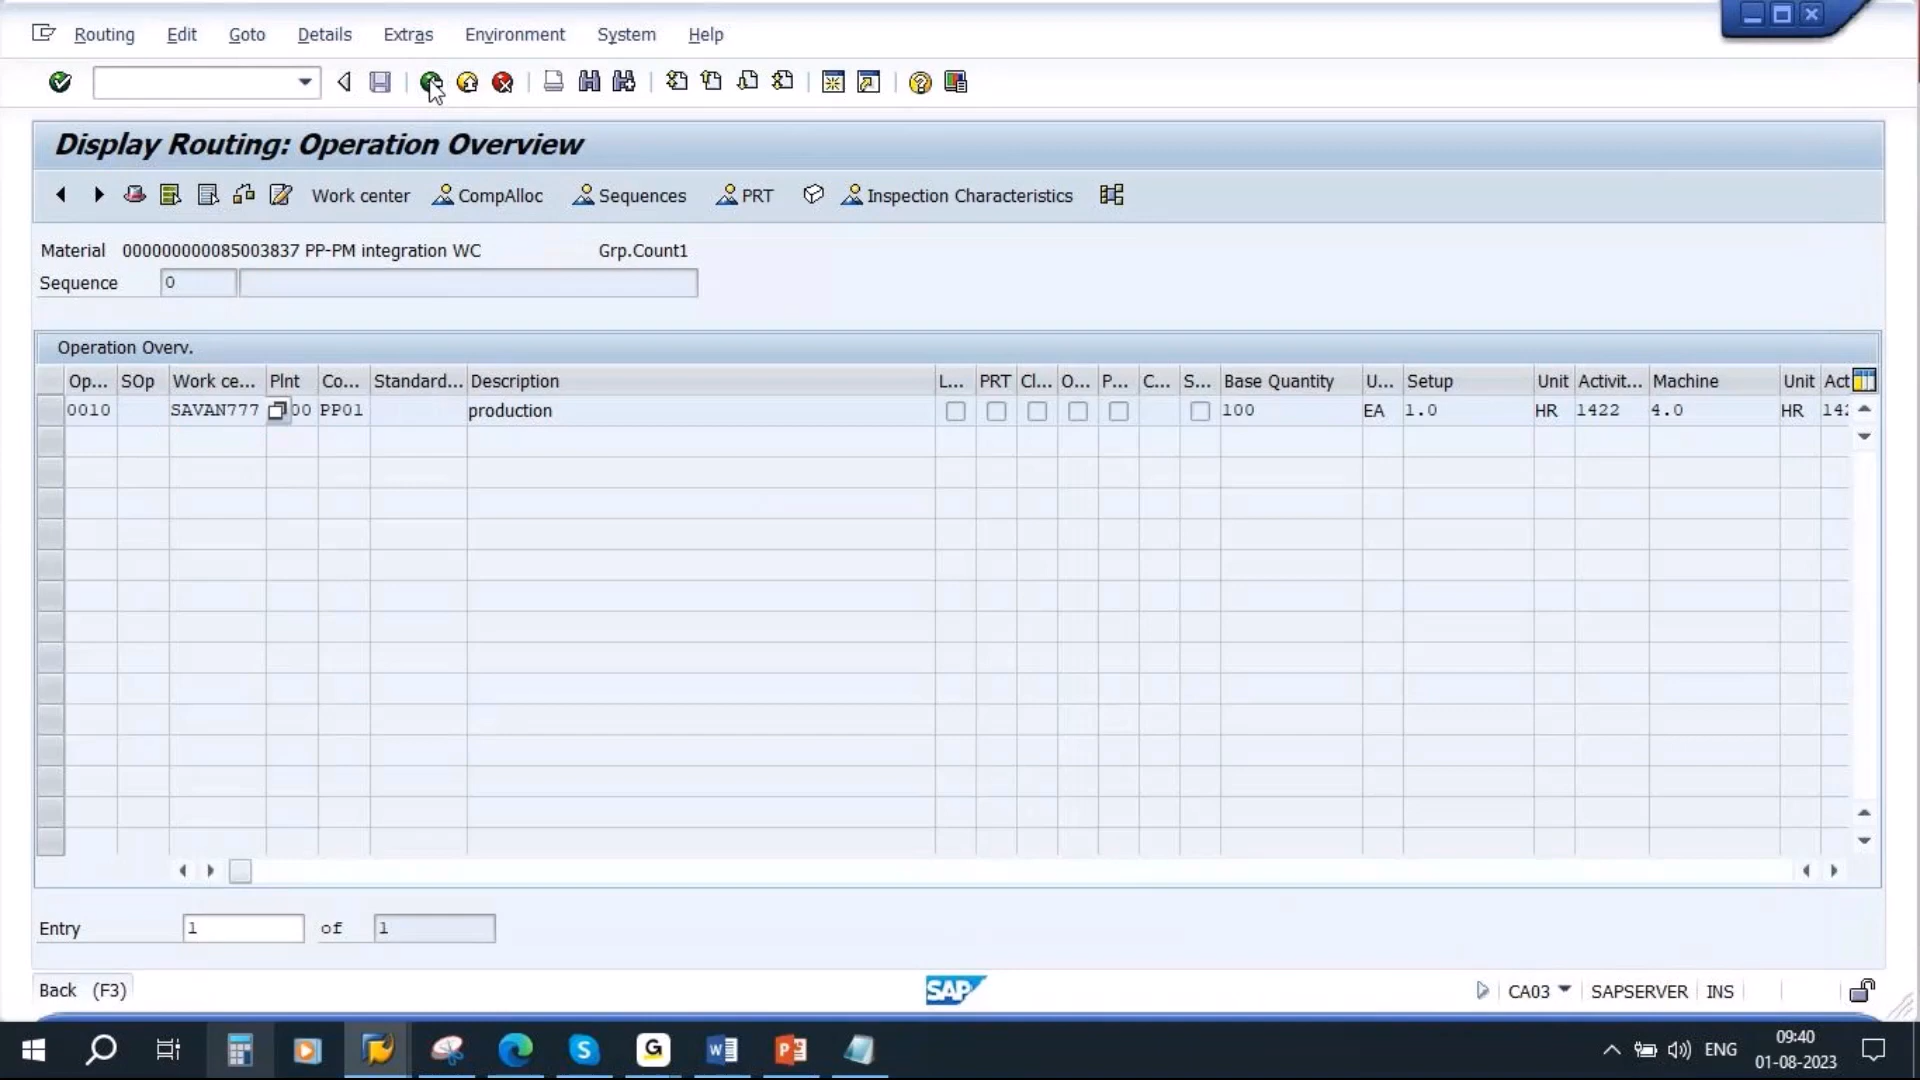 Routing Edit Goto Details Extras Environment System Help
Display Routing: Operation Overview
Work center CompAlloc Sequences PRT Inspection Characteristics
Material 000000000085003837 PP-PM integration WC Grp.Count1
Sequence 0
Operation Overv.
Op... SOp Work ce... Plnt Co... Standard... Description L... PRT Cl... O... P... C... S... Base Quantity U... Setup Unit Activit... Machine Unit Act
0010 SAVAN777 00 PP01 production 100 EA 1.0 HR 1422 4.0 HR
Entry 1 of 1
Back (F3) SAP CA03 SAPSERVER INS
G W P S
09:40
ENG
01-08-2023